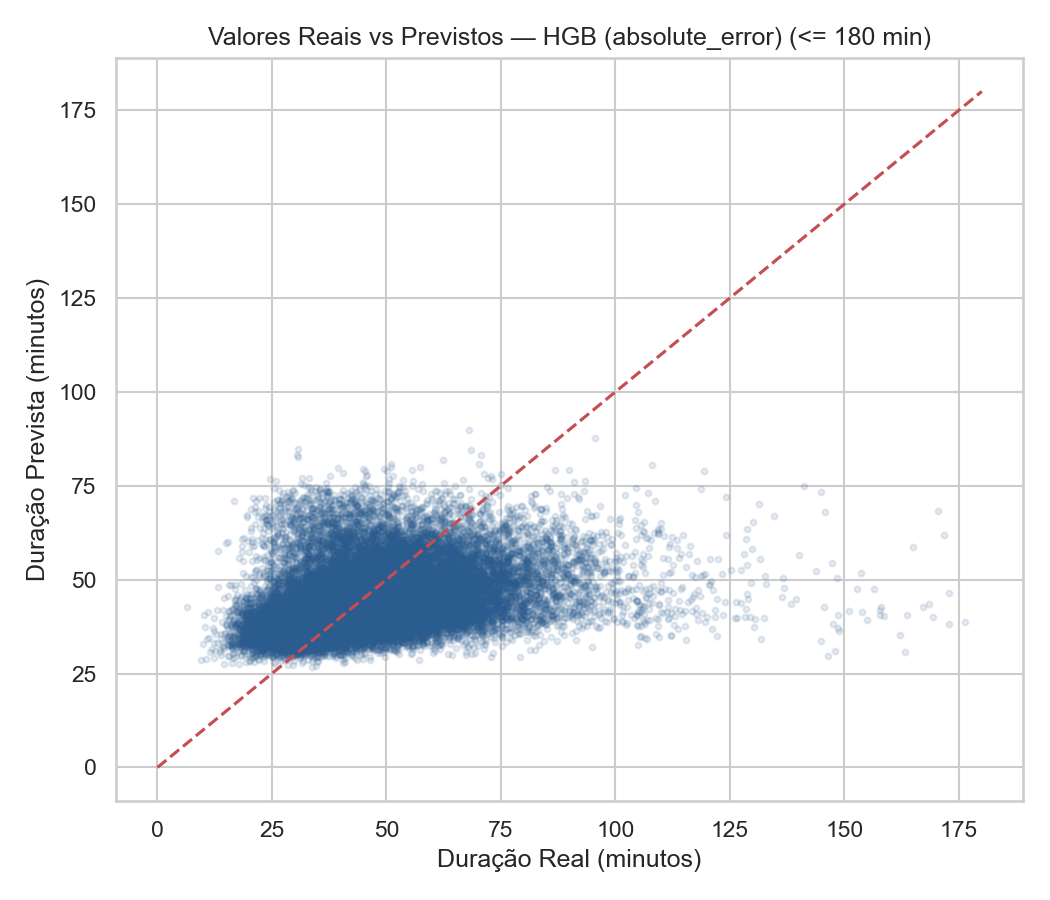 Valores Reais vs Previstos — HGB (absolute_error) (<= 180 min)
Duração Prevista (minutos)
175
150
125
100
75
50
25
0
0 25 50 75 100 125 150 175
Duração Real (minutos)